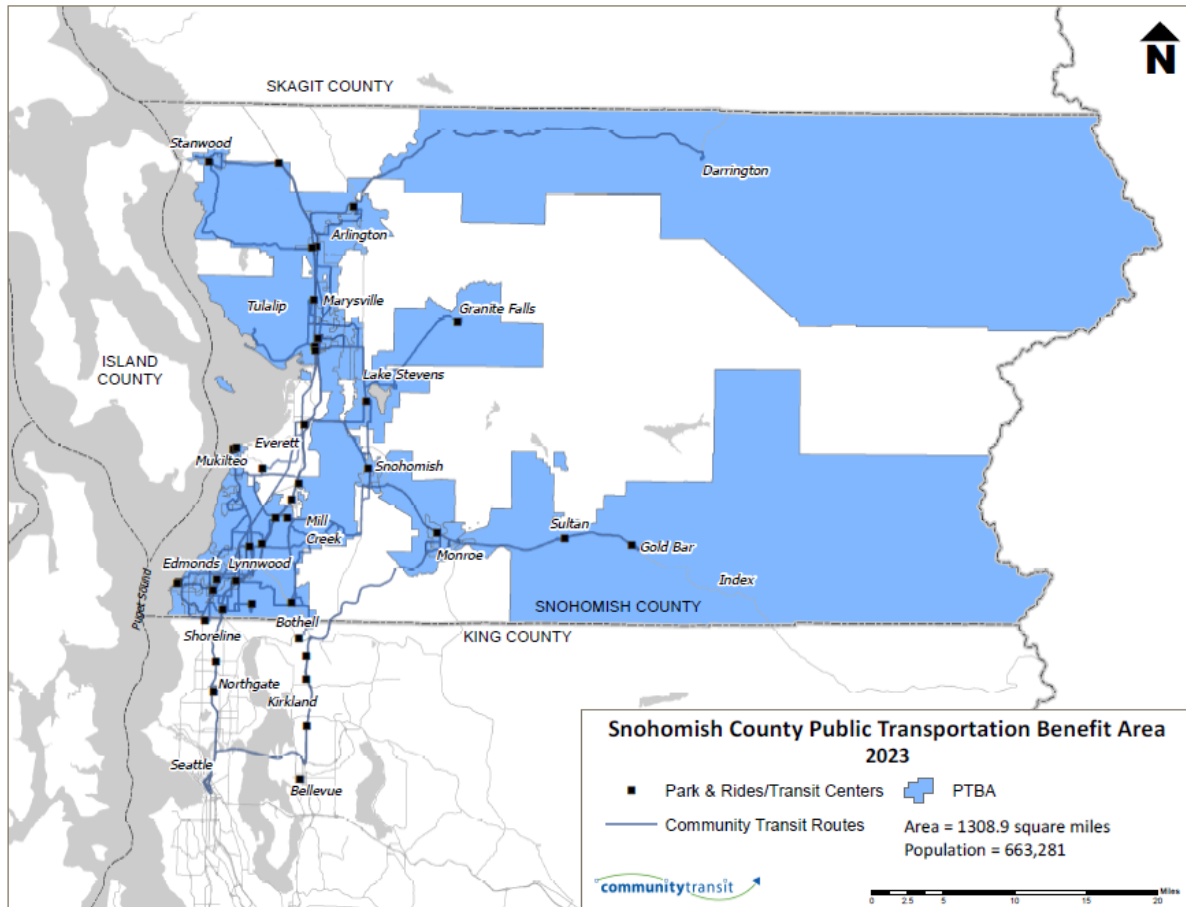 N
SKAGIT COUNTY
Stanwood
Darrington
Arlington
Tulalip
Marysville
Granite Falls
ISLAND
COUNTY
Lake Stevens
Everett
Mukilteo
Snohomish
Mill
Creek
Sultan
Monroe
Gold Bar
Edmonds
Lynnwood
Index
Puget Sound
SNOHOMISH COUNTY
Bothell
Shoreline
KING COUNTY
Northgate
Kirkland
Seattle
Bellevue
Snohomish County Public Transportation Benefit Area
2023
Park & Rides/Transit Centers
PTBA
Community Transit Routes
Area = 1308.9 square miles
Population = 663,281
communitytransit
Miles
0 2.5 5 10 15 20